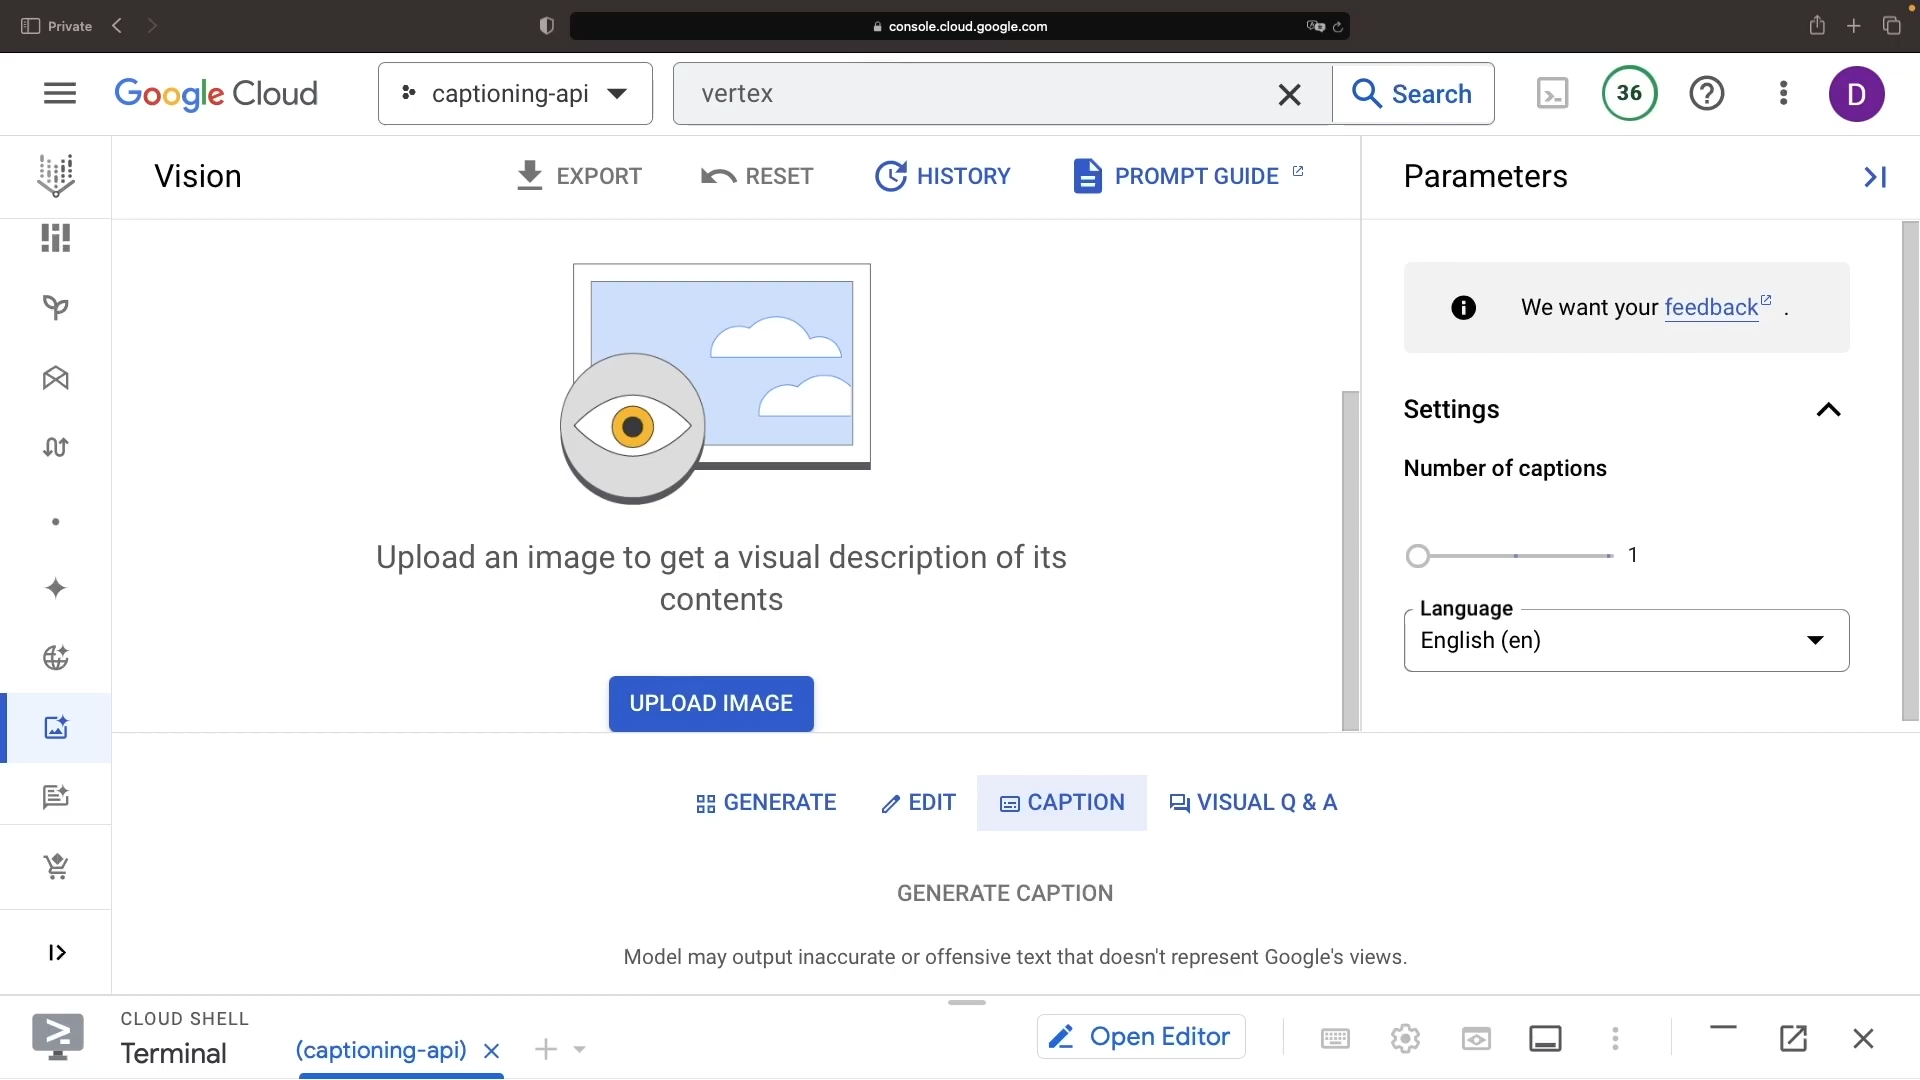 Private
console.cloud.google.com
Google Cloud
captioning-api
vertex
Search
36
D
Vision
EXPORT
RESET
HISTORY
PROMPT GUIDE
Parameters
We want your feedback .
Settings
Number of captions
1
Language
English (en)
Upload an image to get a visual description of its
contents
UPLOAD IMAGE
GENERATE
EDIT
CAPTION
VISUAL Q & A
GENERATE CAPTION
Model may output inaccurate or offensive text that doesn't represent Google's views.
CLOUD SHELL
Terminal
(captioning-api)
Open Editor